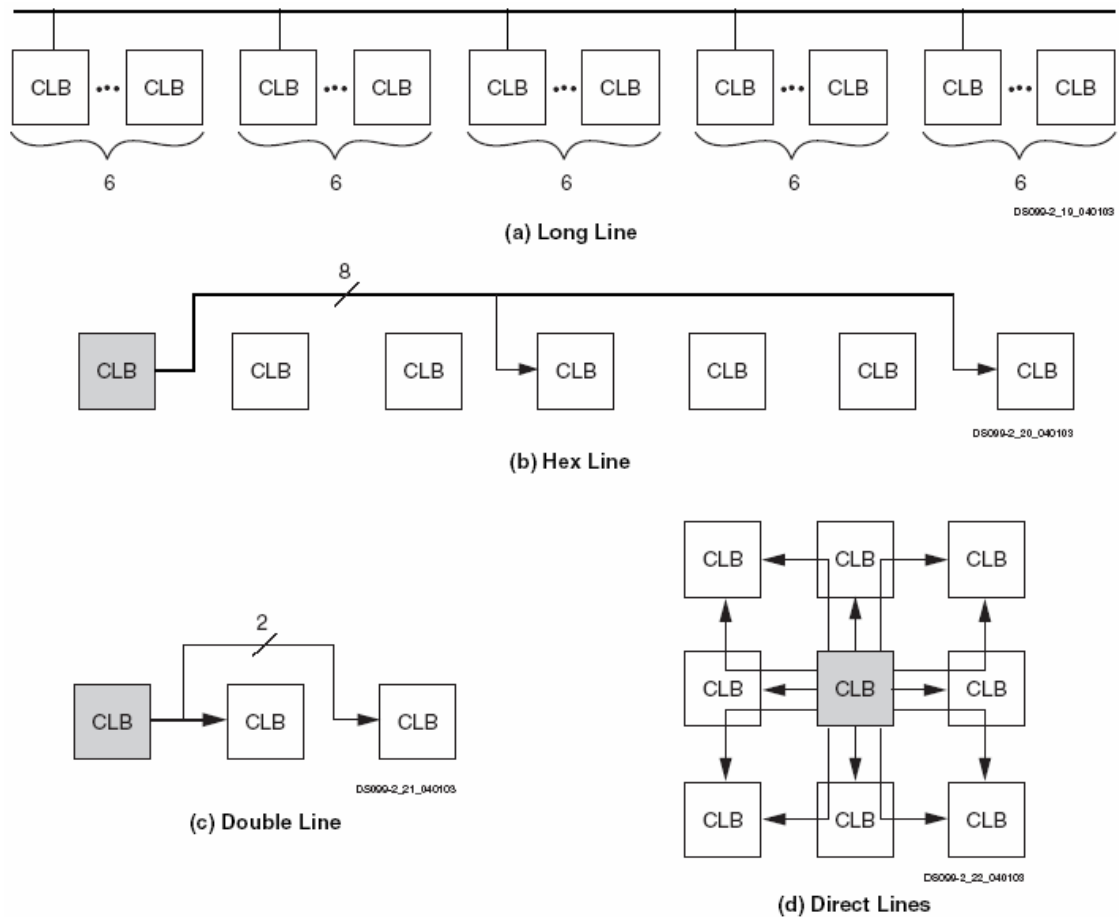 CLB ••• CLB CLB ••• CLB CLB ••• CLB CLB ••• CLB CLB ••• CLB
6 6 6 6 6
DS099-2_19_040103
(a) Long Line
8
CLB CLB CLB CLB CLB CLB CLB
DS099-2_20_040103
(b) Hex Line
2
CLB CLB CLB
DS099-2_21_040103
(c) Double Line
CLB CLB CLB
CLB CLB CLB
CLB CLB CLB
DS099-2_22_040103
(d) Direct Lines